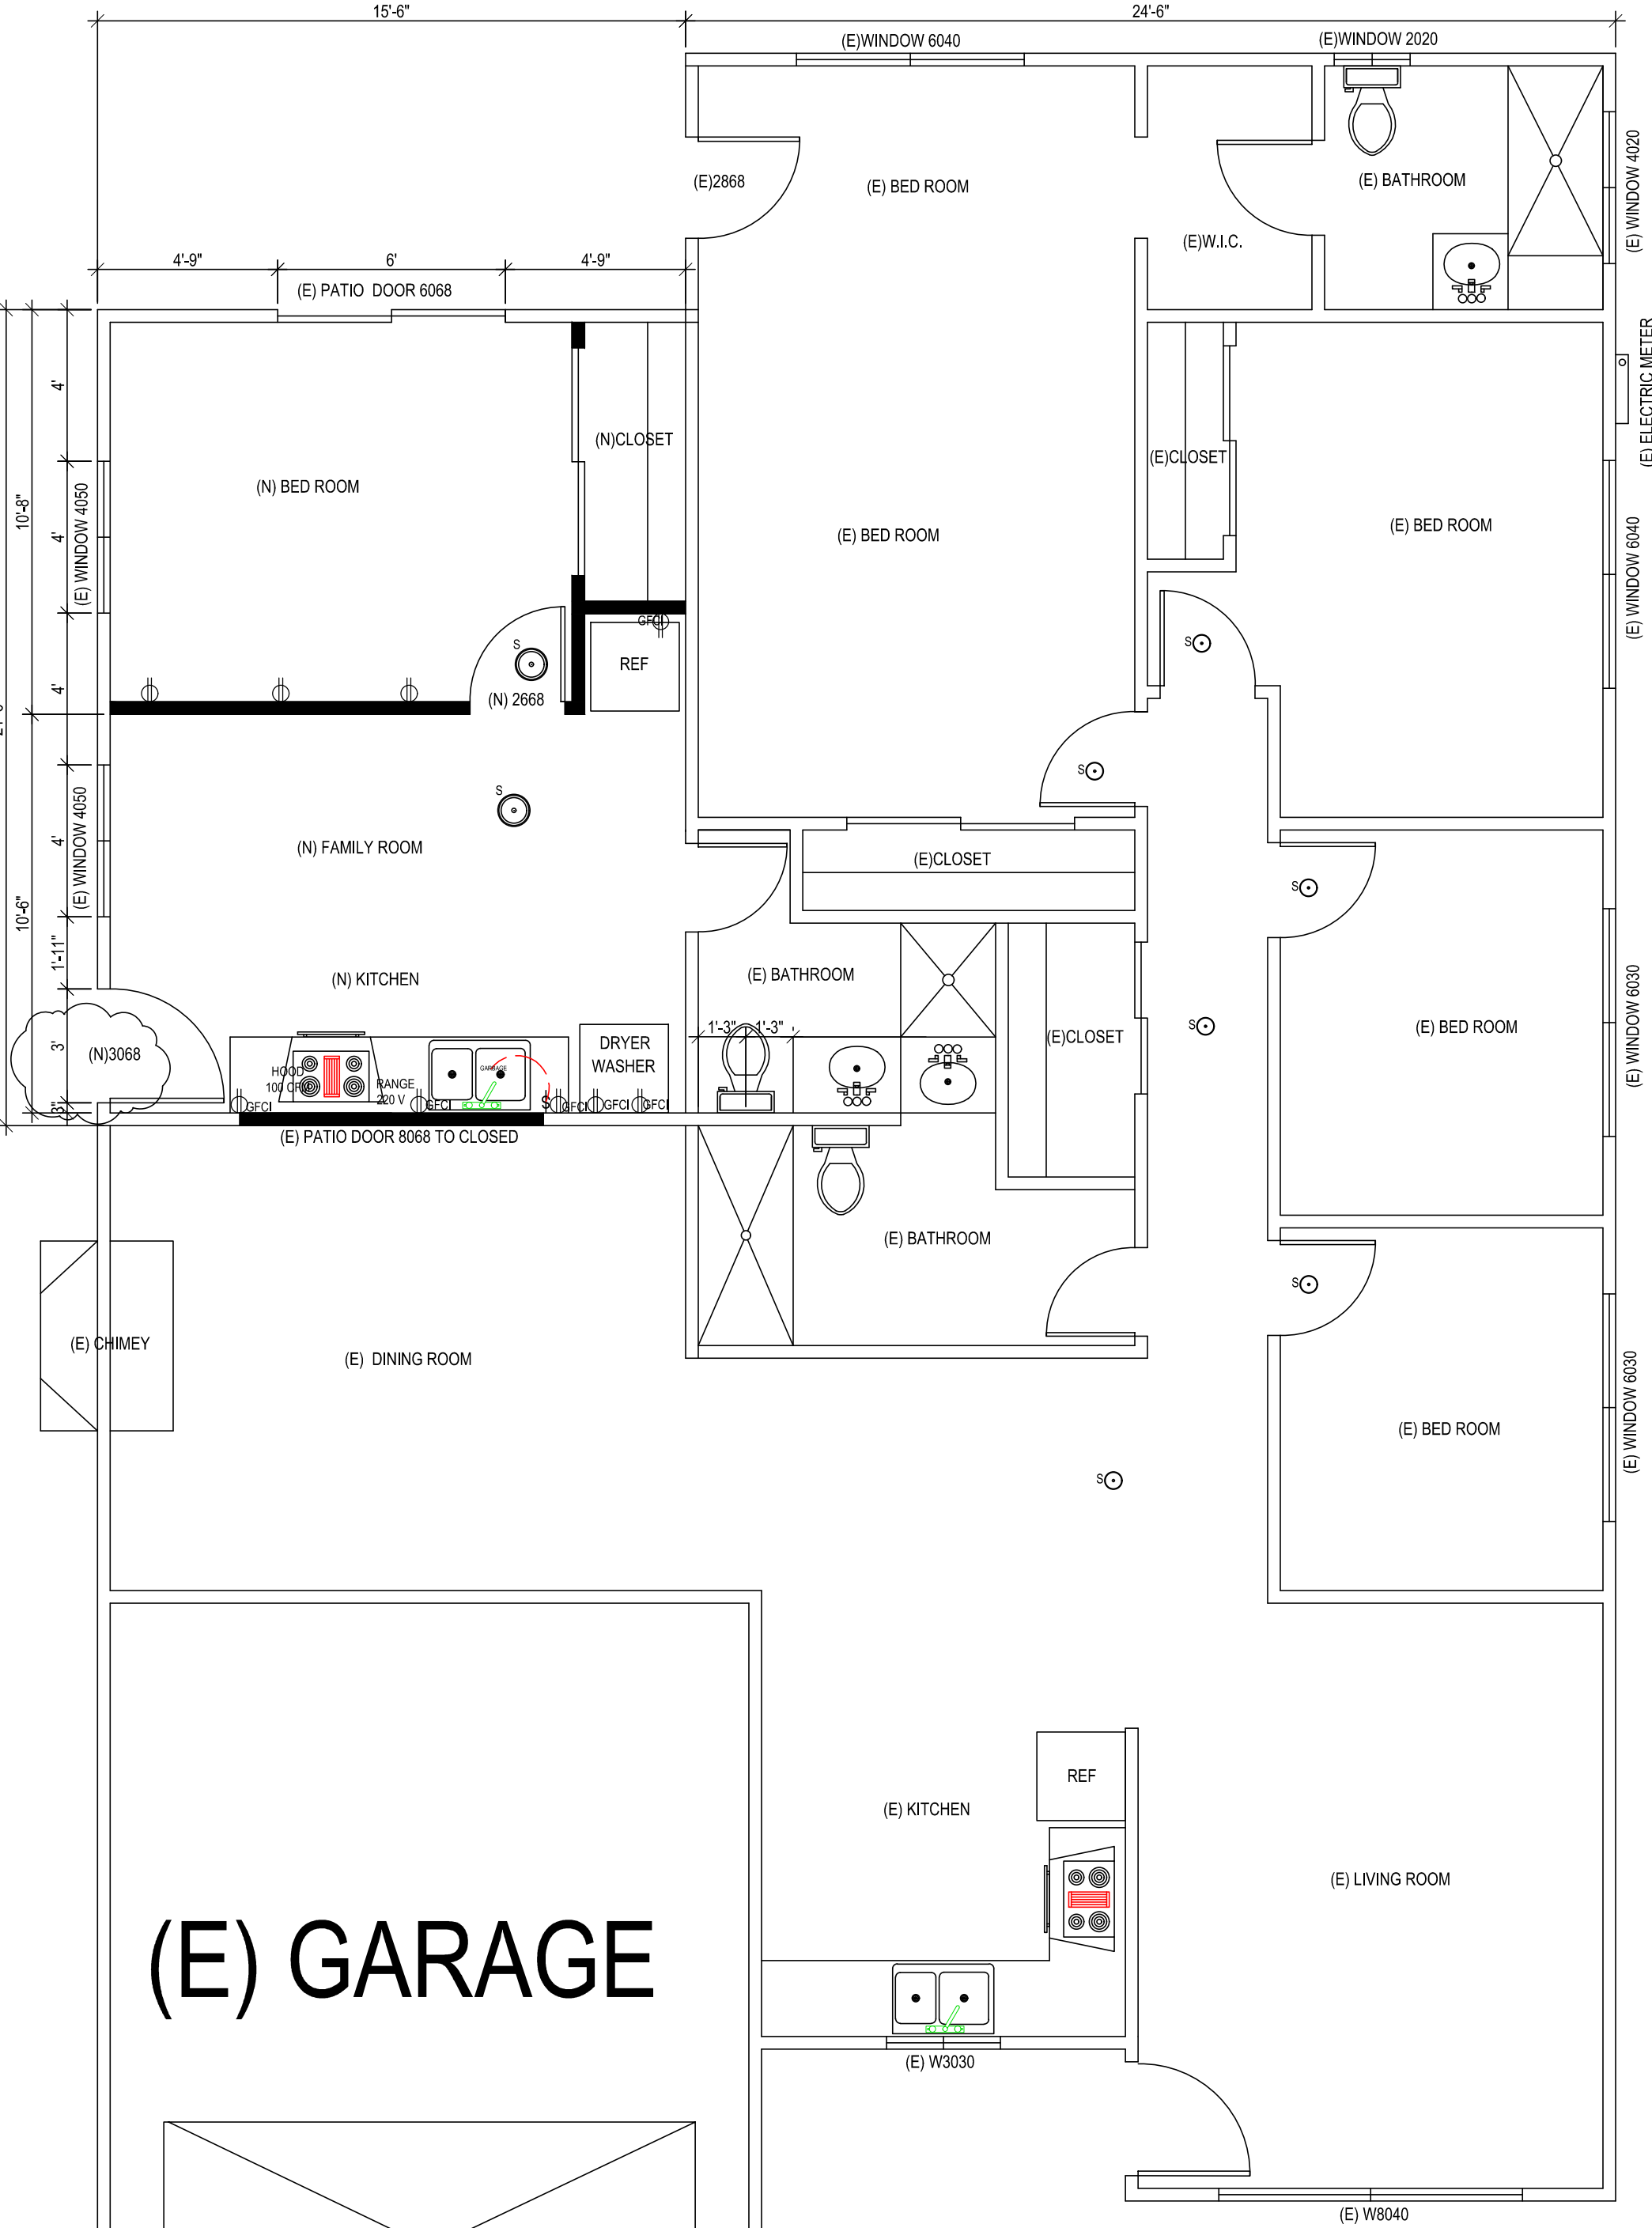 15'-6"
24'-6"
(E)WINDOW 6040
(E)WINDOW 2020
(E) WINDOW 4020
(E)2868
(E) BED ROOM
(E) BATHROOM
(E)W.I.C.
4'-9"
6'
4'-9"
(E) PATIO DOOR 6068
(E) ELECTRIC METER
4'
(N)CLOSET
(E)CLOSET
(N) BED ROOM
10'-8"
4'
(E) WINDOW 4050
(E) BED ROOM
(E) BED ROOM
(E) WINDOW 6040
GFCI
REF
S
S
4'
(N) 2668
S
S
(N) FAMILY ROOM
4'
(E) WINDOW 4050
(E)CLOSET
S
10'-6"
1'-11"
(N) KITCHEN
(E) BATHROOM
1'-3"
1'-3"
(E)CLOSET
S
(E) BED ROOM
(E) WINDOW 6030
3'
(N)3068
DRYER
WASHER
HOOD
100 CFM
RANGE
220 V
GARBAGE
3"
GFCI
GFCI
$
GFCI
GFCI
GFCI
(E) PATIO DOOR 8068 TO CLOSED
(E) BATHROOM
S
(E) CHIMEY
(E) DINING ROOM
(E) BED ROOM
(E) WINDOW 6030
S
REF
(E) KITCHEN
(E) LIVING ROOM
(E) GARAGE
(E) W3030
(E) W8040